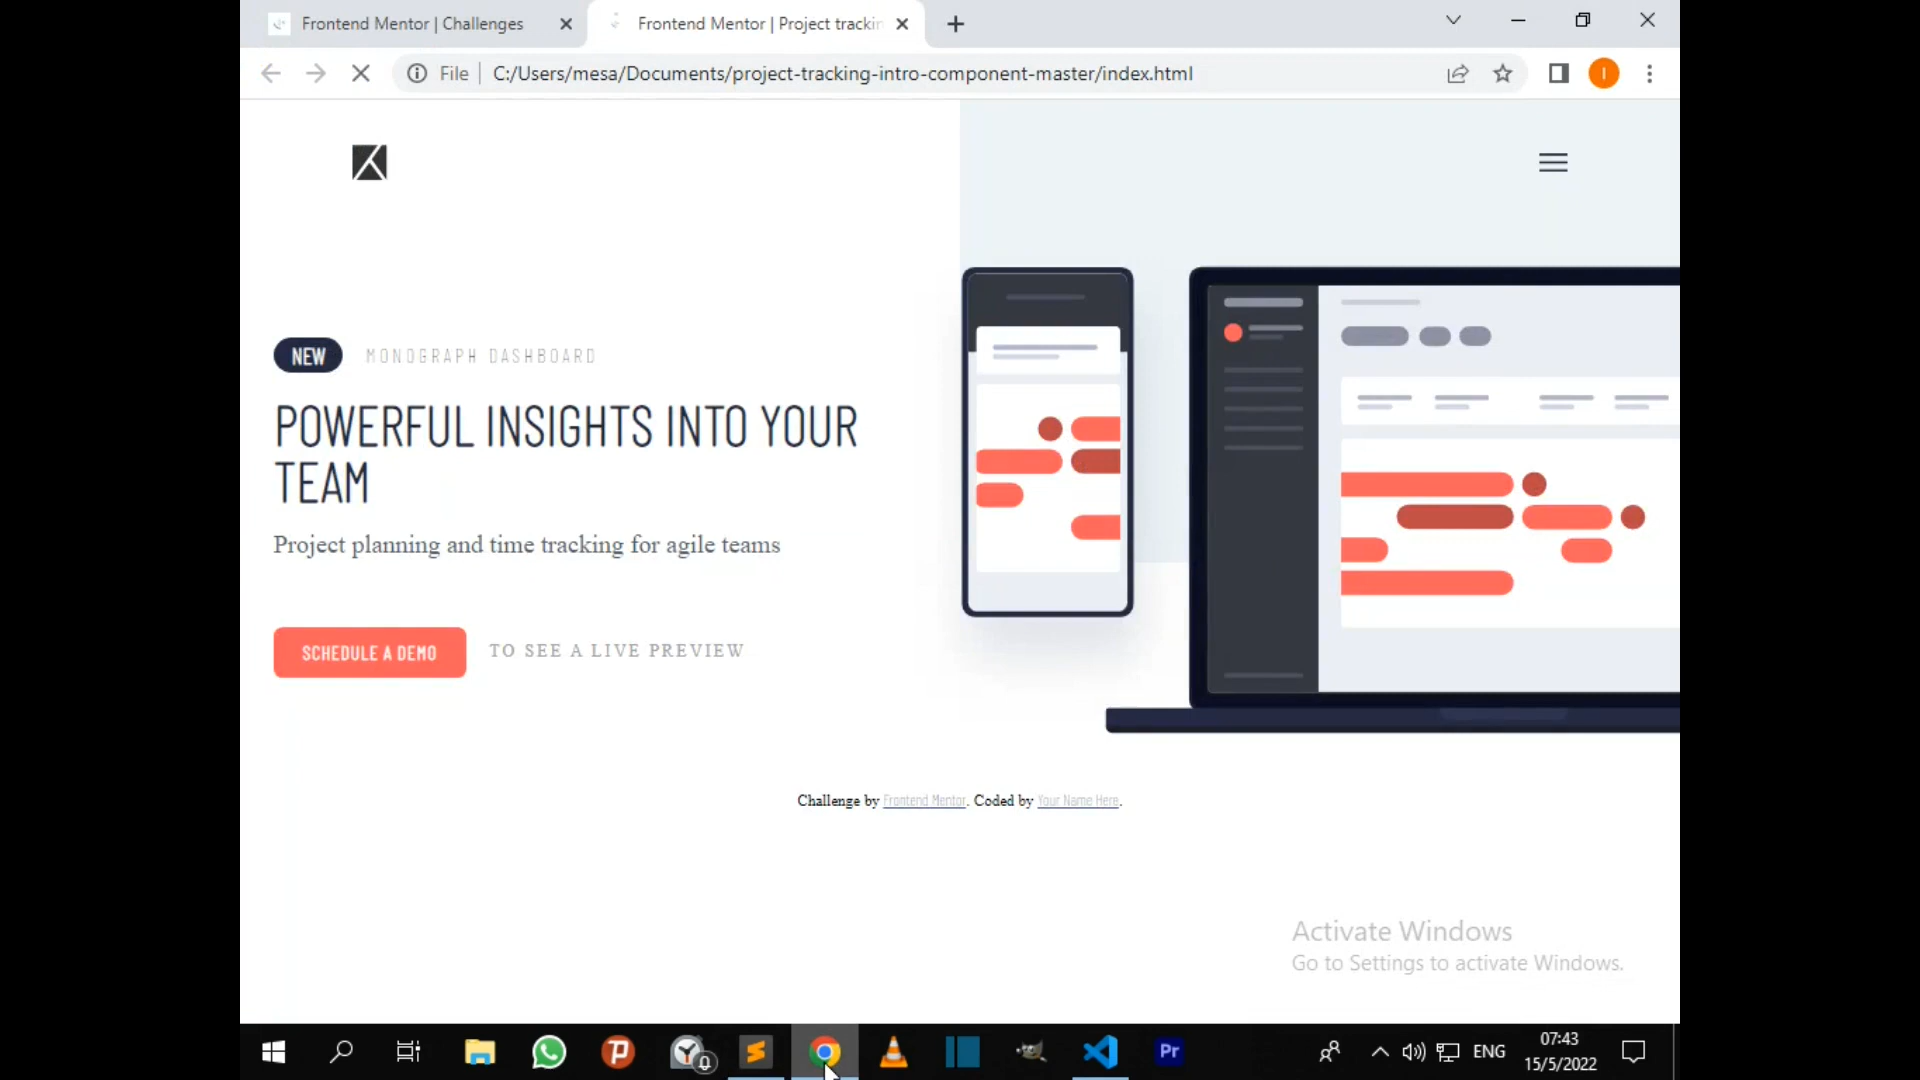 Frontend Mentor | Challenges
Frontend Mentor | Project trackin
File
C:/Users/mesa/Documents/project-tracking-intro-component-master/index.html
I
NEW
MONOGRAPH DASHBOARD
POWERFUL INSIGHTS INTO YOUR
TEAM
Project planning and time tracking for agile teams
SCHEDULE A DEMO
TO SEE A LIVE PREVIEW
Challenge by Frontend Mentor. Coded by Your Name Here.
Activate Windows
Go to Settings to activate Windows.
Pr
ENG
07:43
15/5/2022